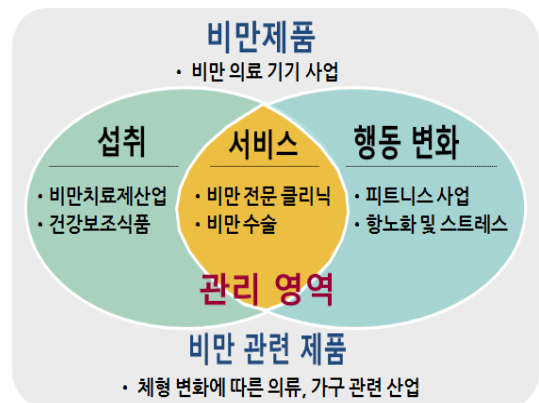 비만제품
• 비만 의료 기기 사업
섭취
• 비만치료제산업
• 건강보조식품
서비스
• 비만 전문 클리닉
• 비만 수술
행동 변화
• 피트니스 사업
• 항노화 및 스트레스
관리 영역
비만 관련 제품
• 체형 변화에 따른 의류, 가구 관련 산업